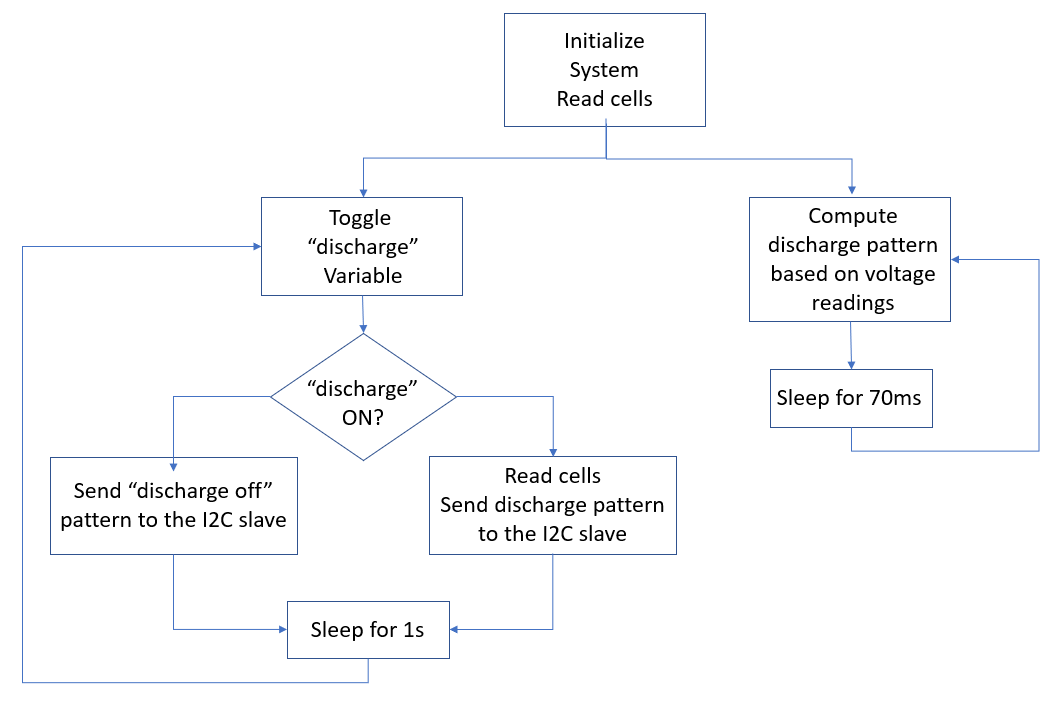 Initialize
System
Read cells
Toggle
“discharge”
Variable
Compute
discharge pattern
based on voltage
readings
“discharge”
ON?
Sleep for 70ms
Send “discharge off”
pattern to the I2C slave
Read cells
Send discharge pattern
to the I2C slave
Sleep for 1s